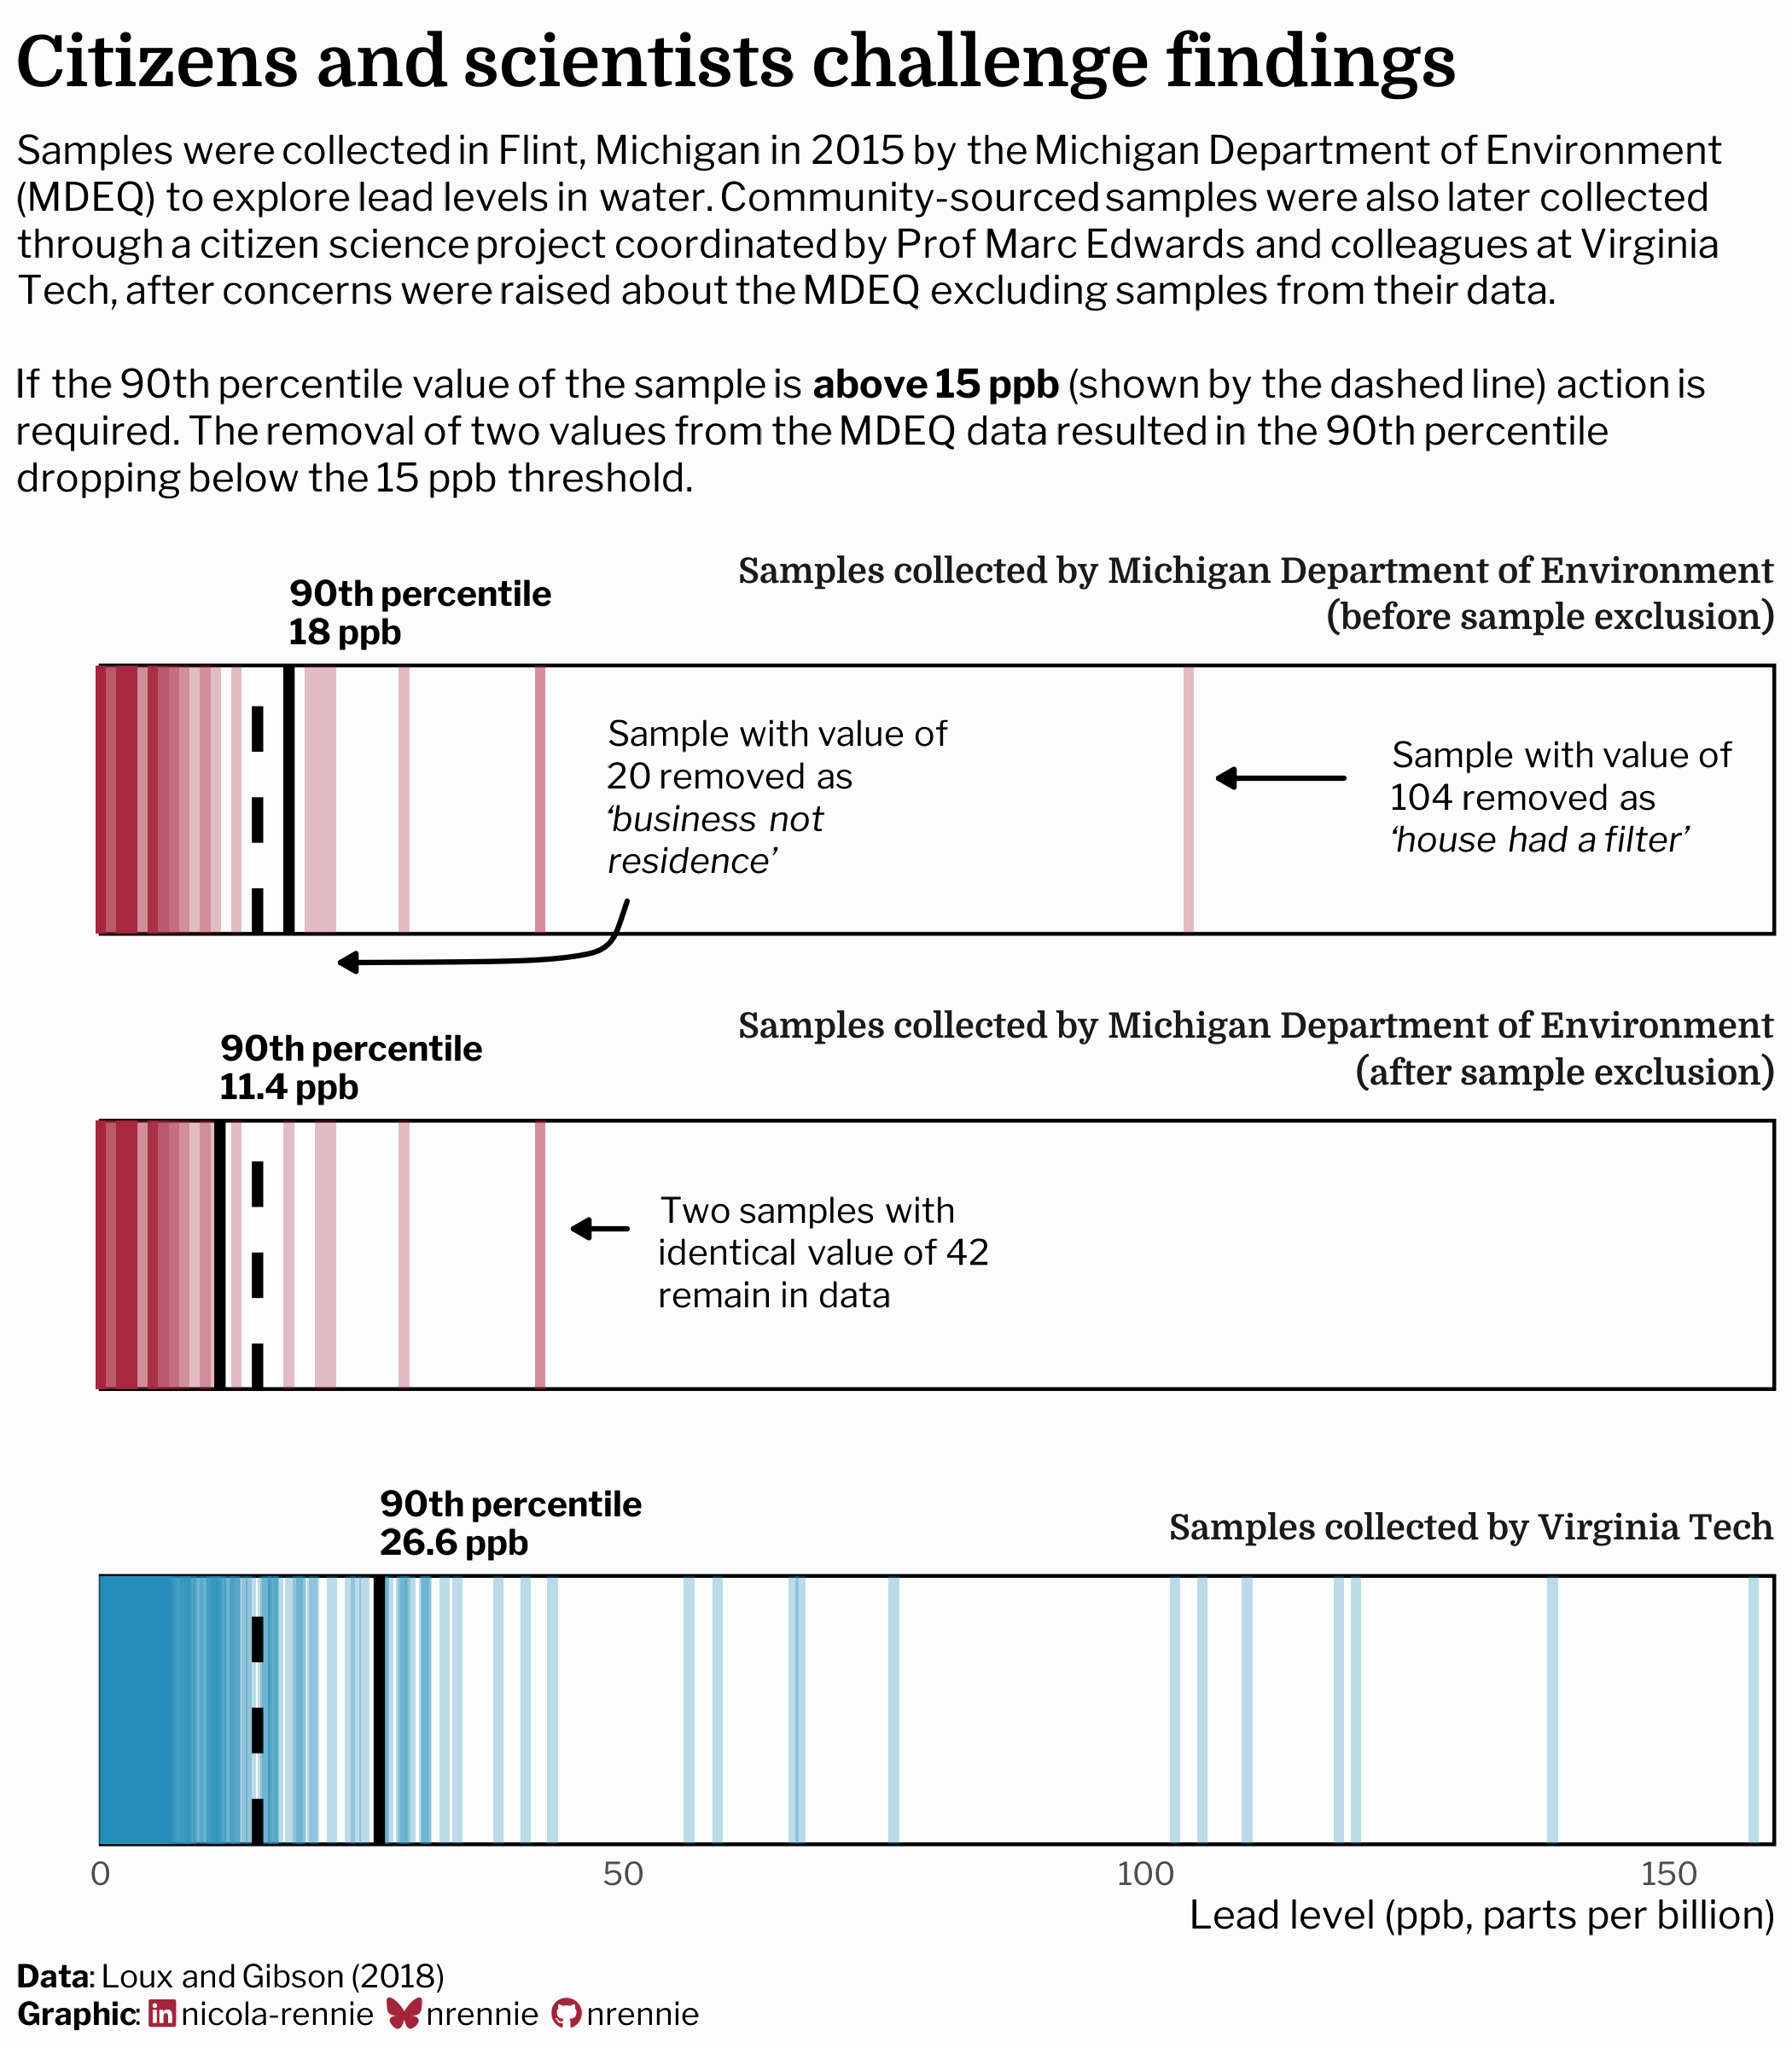 Citizens and scientists challenge findings
Samples were collected in Flint, Michigan in 2015 by the Michigan Department of Environment
(MDEQ) to explore lead levels in water. Community-sourced samples were also later collected
through a citizen science project coordinated by Prof Marc Edwards and colleagues at Virginia
Tech, after concerns were raised about the MDEQ excluding samples from their data.
If the 90th percentile value of the sample is above 15 ppb (shown by the dashed line) action is
required. The removal of two values from the MDEQ data resulted in the 90th percentile
dropping below the 15 ppb threshold.
Samples collected by Michigan Department of Environment
(before sample exclusion)
90th percentile
18 ppb
Sample with value of
20 removed as
‘business not
residence’
Sample with value of
104 removed as
‘house had a filter’
Samples collected by Michigan Department of Environment
(after sample exclusion)
90th percentile
11.4 ppb
Two samples with
identical value of 42
remain in data
90th percentile
26.6 ppb
Samples collected by Virginia Tech
0 50 100 150
Lead level (ppb, parts per billion)
Data: Loux and Gibson (2018)
Graphic: in nicola-rennie nrennie nrennie